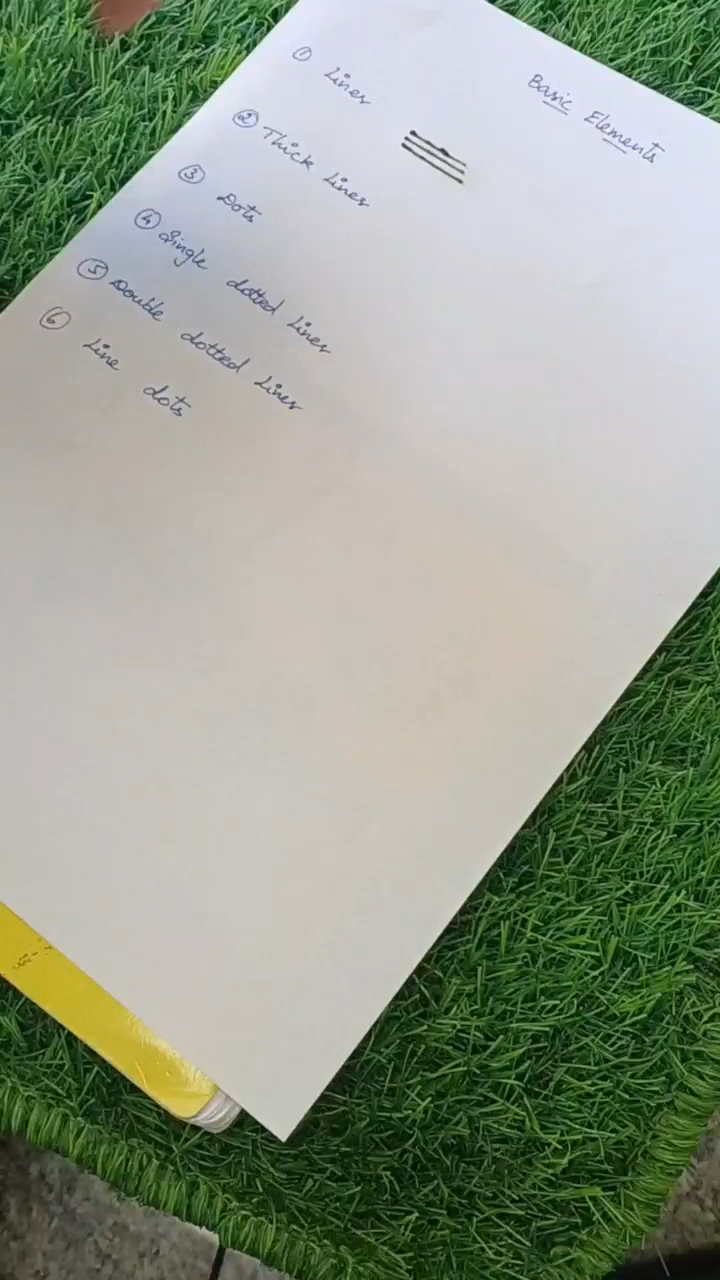 Basic Elements
① Lines
② Thick Lines
③ Dots
④ Single dotted Lines
⑤ Double dotted Lines
⑥ Line dots